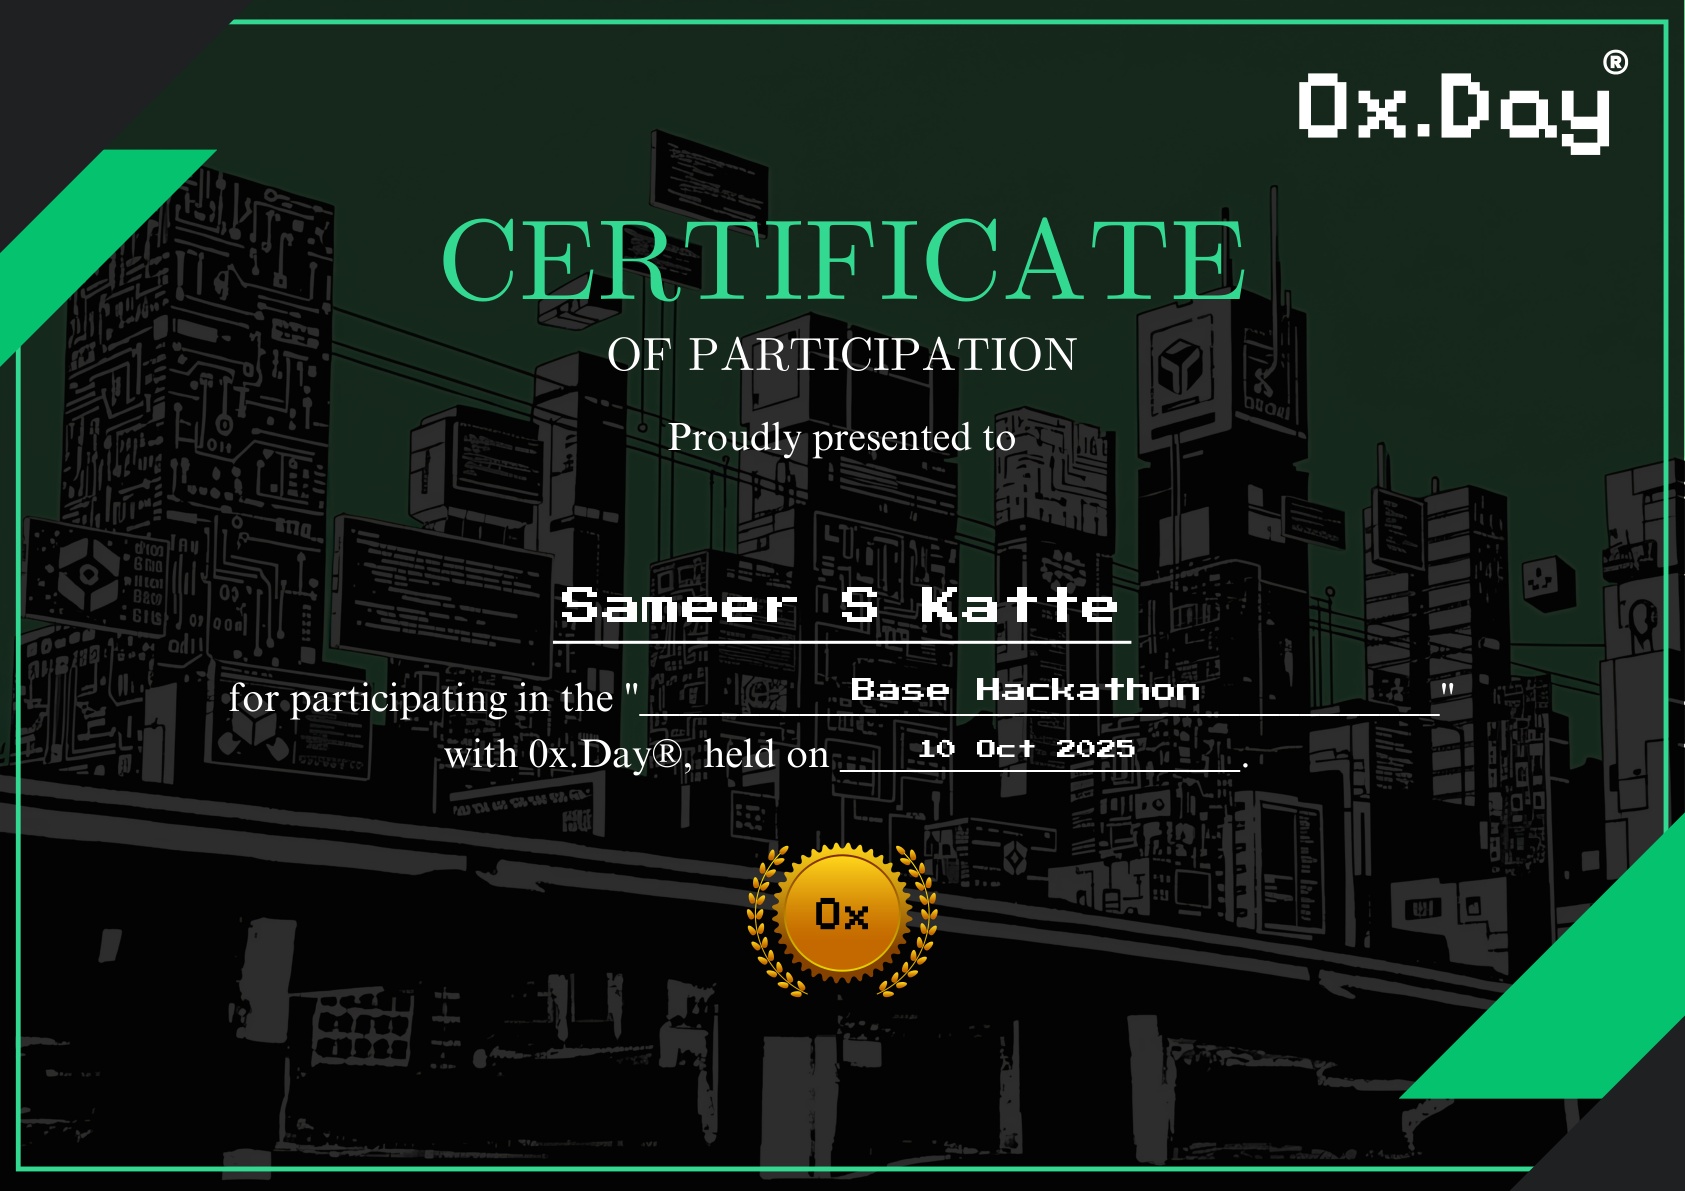 0x.Day®
CERTIFICATE
OF PARTICIPATION
Proudly presented to
Sameer S Katte
for participating in the "Base Hackathon"
with 0x.Day®, held on 10 Oct 2025.
0x